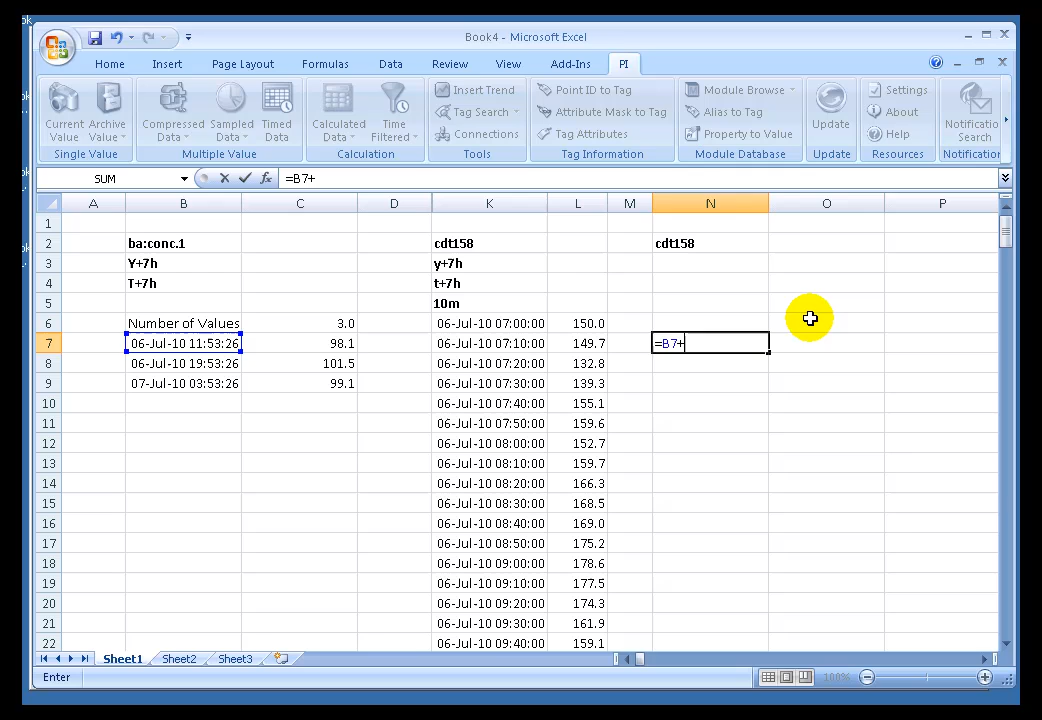 Book4 - Microsoft Excel
Home Insert Page Layout Formulas Data Review View Add-Ins PI
Current Value Archive Value Compressed Data Sampled Data Timed Data Calculated Data Time Filtered Insert Trend Tag Search Connections Point ID to Tag Attribute Mask to Tag Tag Attributes Module Browse Alias to Tag Property to Value Update Settings About Help Notificatio Search
Single Value Multiple Value Calculation Tools Tag Information Module Database Update Resources Notification
SUM fx =B7+
A B C D K L M N O P
1
2 ba:conc.1 cdt158 cdt158
3 Y+7h y+7h
4 T+7h t+7h
5 10m
6 Number of Values 3.0 06-Jul-10 07:00:00 150.0
7 06-Jul-10 11:53:26 98.1 06-Jul-10 07:10:00 149.7 =B7+
8 06-Jul-10 19:53:26 101.5 06-Jul-10 07:20:00 132.8
9 07-Jul-10 03:53:26 99.1 06-Jul-10 07:30:00 139.3
10 06-Jul-10 07:40:00 155.1
11 06-Jul-10 07:50:00 159.6
12 06-Jul-10 08:00:00 152.7
13 06-Jul-10 08:10:00 159.7
14 06-Jul-10 08:20:00 166.3
15 06-Jul-10 08:30:00 168.5
16 06-Jul-10 08:40:00 169.0
17 06-Jul-10 08:50:00 175.2
18 06-Jul-10 09:00:00 178.6
19 06-Jul-10 09:10:00 177.5
20 06-Jul-10 09:20:00 174.3
21 06-Jul-10 09:30:00 161.9
22 06-Jul-10 09:40:00 159.1
Sheet1 Sheet2 Sheet3
Enter 100%